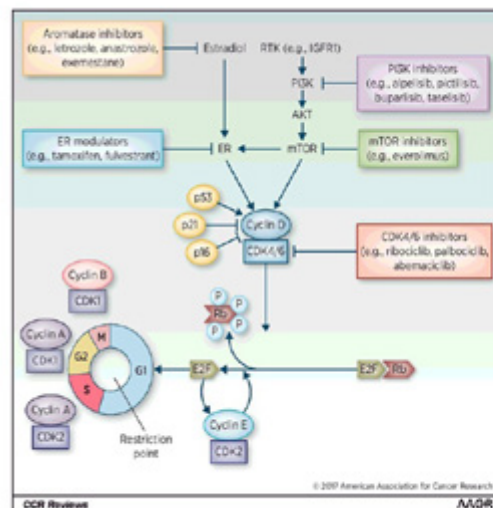 Aromatase inhibitors
(e.g., letrozole, anastrozole,
exemestane)
Estradiol
RTK (e.g., IGFR1)
PI3K
PI3K inhibitors
(e.g., alpelisib, pictilisib,
buparlisib, taselisib)
AKT
ER modulators
(e.g., tamoxifen, fulvestrant)
ER
mTOR
mTOR inhibitors
(e.g., everolimus)
p53
p21
p16
Cyclin D
CDK4/6
CDK4/6 inhibitors
(e.g., ribociclib, palbociclib,
abemaciclib)
Cyclin B
CDK1
P
P
P
P
Rb
Cyclin A
CDK1
M
G2
G1
S
E2F
E2F
Rb
Cyclin A
CDK2
Restriction
point
Cyclin E
CDK2
© 2017 American Association for Cancer Research
CCR Reviews
AACR